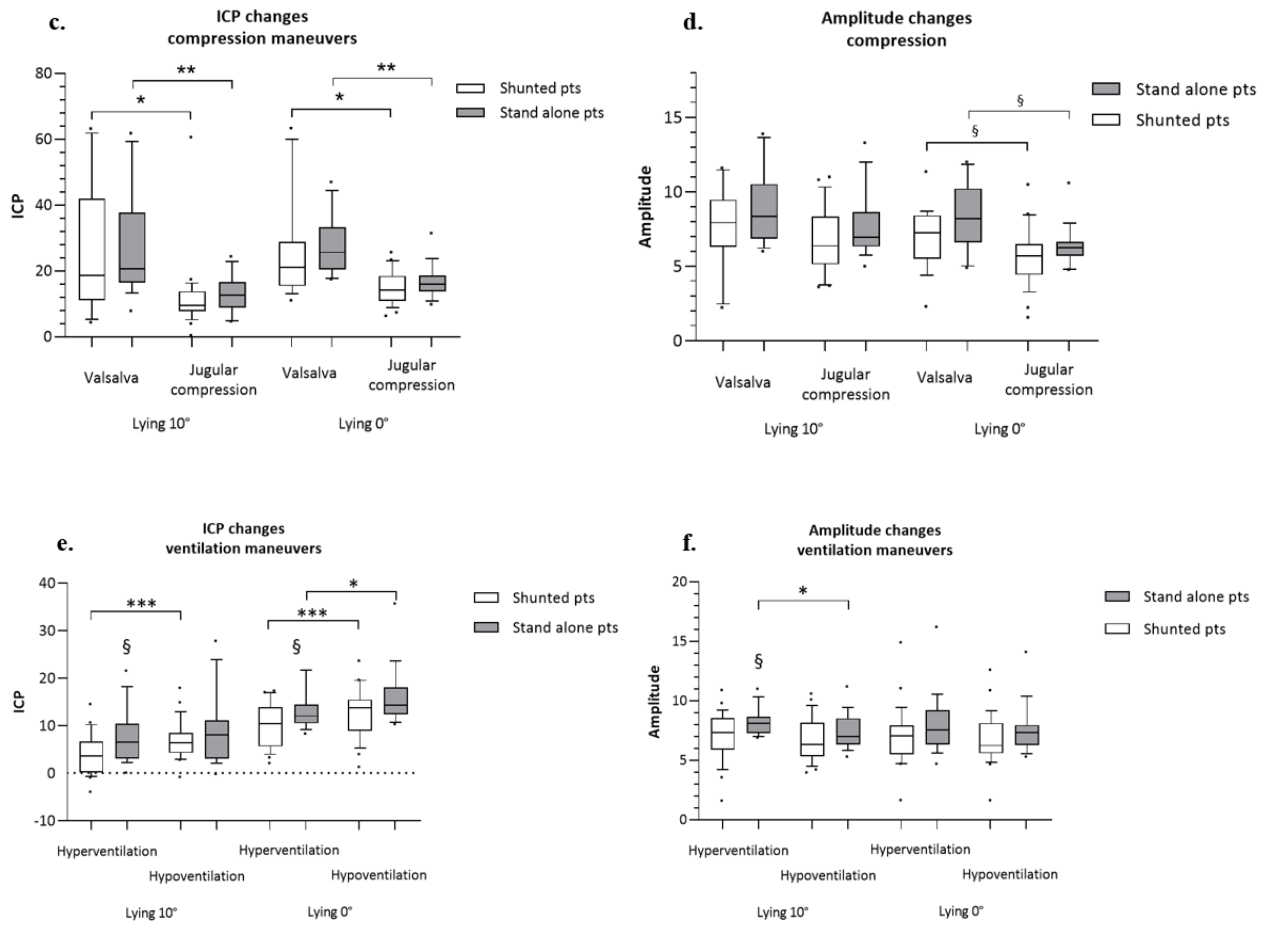 c.
ICP changes
compression maneuvers
80
60
40
20
0
ICP
*
**
*
**
Shunted pts
Stand alone pts
Valsalva
Jugular
compression
Valsalva
Jugular
compression
Lying 10°
Lying 0°
d.
Amplitude changes
compression
15
10
5
0
Amplitude
§
§
Stand alone pts
Shunted pts
Valsalva
Jugular
compression
Valsalva
Jugular
compression
Lying 10°
Lying 0°
e.
ICP changes
ventilation maneuvers
40
30
20
10
0
-10
ICP
***
§
***
§
*
Shunted pts
Stand alone pts
Hyperventilation
Hypoventilation
Hyperventilation
Hypoventilation
Lying 10°
Lying 0°
f.
Amplitude changes
ventilation maneuvers
20
15
10
5
0
Amplitude
*
§
Stand alone pts
Shunted pts
Hyperventilation
Hypoventilation
Hyperventilation
Hypoventilation
Lying 10°
Lying 0°